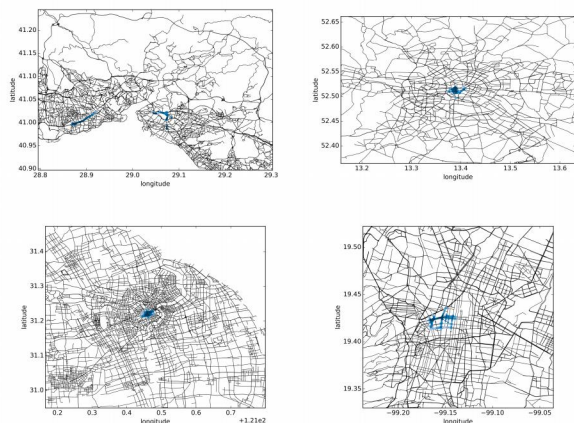 41.20
41.15
41.10
41.05
41.00
40.95
40.90
latitude
28.8 28.9 29.0 29.1 29.2 29.3
longitude
52.65
52.60
52.55
52.50
52.45
52.40
latitude
13.2 13.3 13.4 13.5 13.6
longitude
31.4
31.3
31.2
31.1
31.0
latitude
0.2 0.3 0.4 0.5 0.6 0.7
+1.21e2
longitude
19.50
19.45
19.40
19.35
latitude
−99.20 −99.15 −99.10 −99.05
longitude